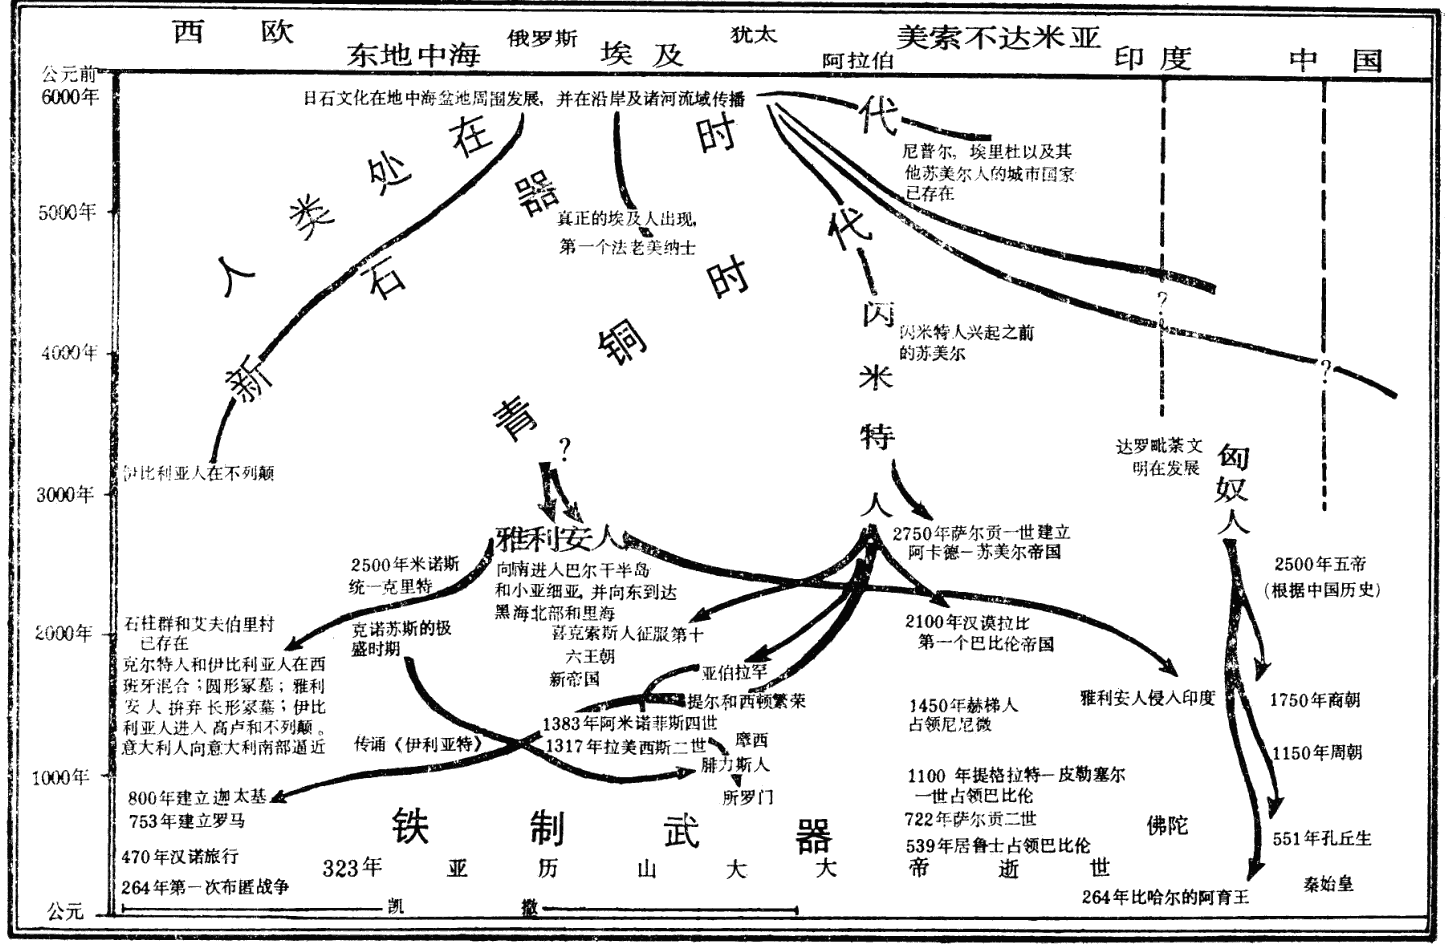 西 欧
东地中海
俄罗斯
埃 及
犹太
阿拉伯
美索不达米亚
印 度
中 国
公元前
6000年
5000年
4000年
3000年
2000年
1000年
公元
日石文化在地中海盆地周围发展，并在沿岸及诸河流域传播
人类处在
新石器时代
青铜时代
尼普尔，埃里杜以及其
他苏美尔人的城市国家
已存在
真正的埃及人出现，
第一个法老美纳士
?
?
闪米特人
闪米特人兴起之前
的苏美尔
伊比利亚人在不列颠
?
达罗毗荼文
明在发展
匈奴人
雅利安人
向南进入巴尔干半岛
和小亚细亚，并向东到达
黑海北部和里海
2750年萨尔贡一世建立
阿卡德－苏美尔帝国
2500年米诺斯
统一克里特
2500年五帝
(根据中国历史)
石柱群和艾夫伯里村
已存在
克尔特人和伊比利亚人在西
班牙混合；圆形冢墓；雅利
安人拚弃长形冢墓；伊比
利亚人进入高卢和不列颠。
意大利人向意大利南部逼近
克诺苏斯的极
盛时期
喜克索斯人征服第十
六王朝
新帝国
2100年汉谟拉比
第一个巴比伦帝国
亚伯拉罕
提尔和西顿繁荣
雅利安人侵入印度
1750年商朝
1450年赫梯人
占领尼尼微
1383年阿米诺菲斯四世
1317年拉美西斯二世
摩西
腓力斯人
所罗门
传诵《伊利亚特》
1150年周朝
1100 年提格拉特－皮勒塞尔
一世占领巴比伦
800年建立迦太基
753年建立罗马
铁制武器
722年萨尔贡二世
佛陀
539年居鲁士占领巴比伦
551年孔丘生
470年汉诺旅行
323年 亚历山大大帝逝世
264年第一次布匿战争
264年比哈尔的阿育王
秦始皇
凯 撒